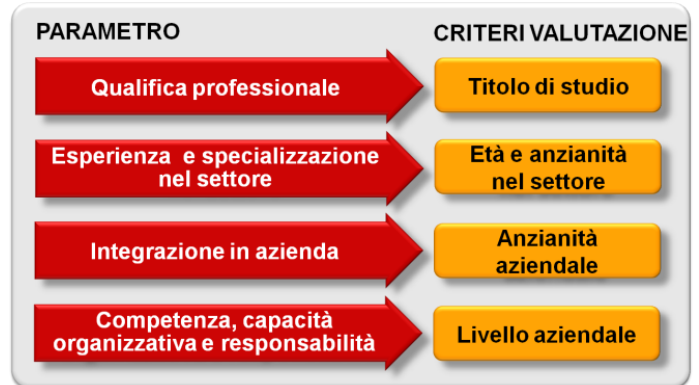 PARAMETRO
CRITERI VALUTAZIONE
Qualifica professionale
Titolo di studio
Esperienza e specializzazione
nel settore
Età e anzianità
nel settore
Integrazione in azienda
Anzianità
aziendale
Competenza, capacità
organizzativa e responsabilità
Livello aziendale